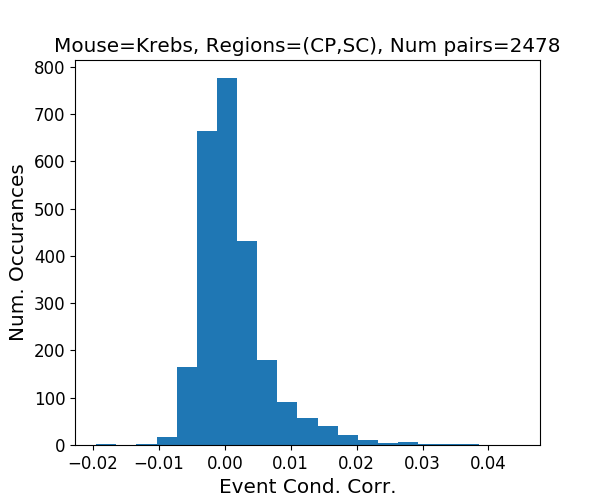 Mouse=Krebs, Regions=(CP,SC), Num pairs=2478
800
700
600
500
400
300
200
100
0
Num. Occurances
−0.02 −0.01 0.00 0.01 0.02 0.03 0.04
Event Cond. Corr.